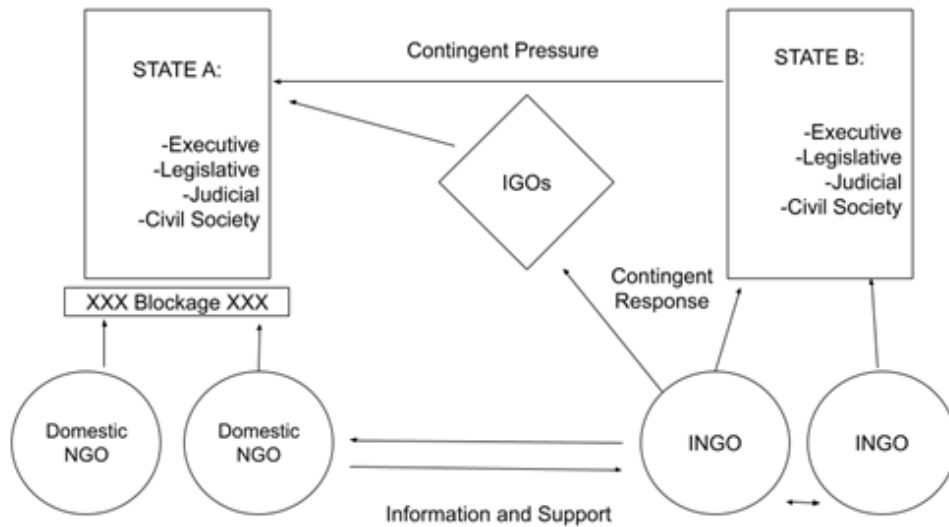 Contingent Pressure
STATE A:
-Executive
-Legislative
-Judicial
-Civil Society
STATE B:
-Executive
-Legislative
-Judicial
-Civil Society
IGOs
Contingent
Response
XXX Blockage XXX
Domestic
NGO
Domestic
NGO
INGO
INGO
Information and Support